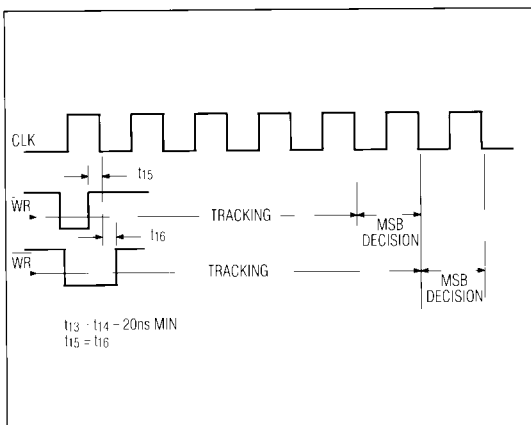 CLK
t15
WR
TRACKING
MSB
DECISION
t16
WR
TRACKING
MSB
DECISION
t13 · t14 – 20ns MIN
t15 = t16